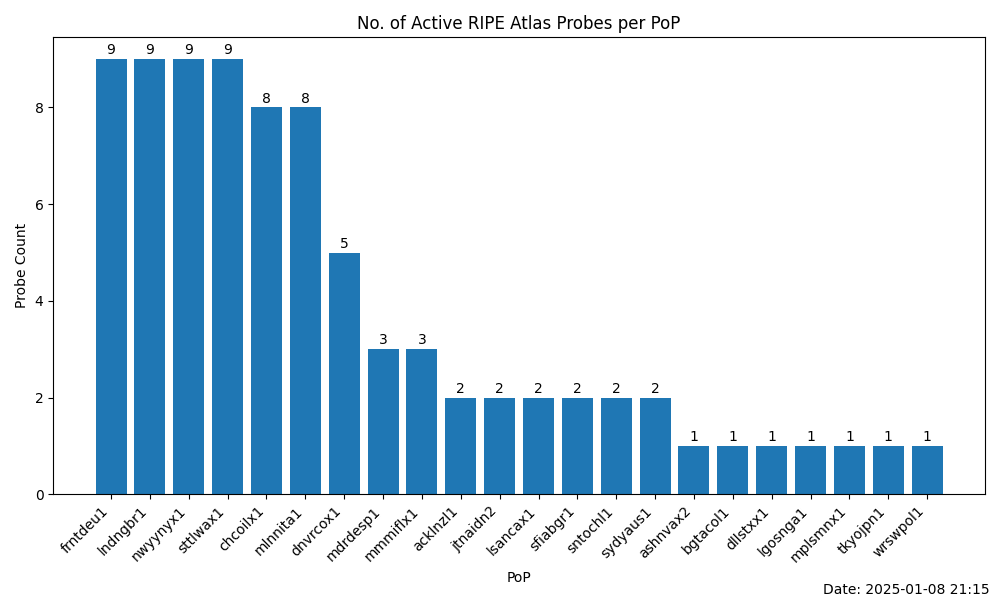 No. of Active RIPE Atlas Probes per PoP
9 9 9 9 8 8 5 3 3 2 2 2 2 2 2 1 1 1 1 1 1 1
8
6
4
2
0
Probe Count
frntdeu1
lndngbr1
nwyynyx1
sttlwax1
chcoilx1
mlnnita1
dnvrcox1
mdrdesp1
mmmiflx1
acklnzl1
jtnaidn2
lsancax1
sfiabgr1
sntochl1
sydyaus1
ashnvax2
bgtacol1
dllstxx1
lgosnga1
mplsmnx1
tkyojpn1
wrswpol1
PoP
Date: 2025-01-08 21:15